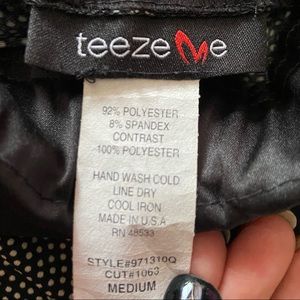 teeze Me
92% POLYESTER
8% SPANDEX
CONTRAST
100% POLYESTER
HAND WASH COLD
LINE DRY
COOL IRON
MADE IN U.S.A
RN 48533
STYLE#971310Q
CUT#1063
MEDIUM